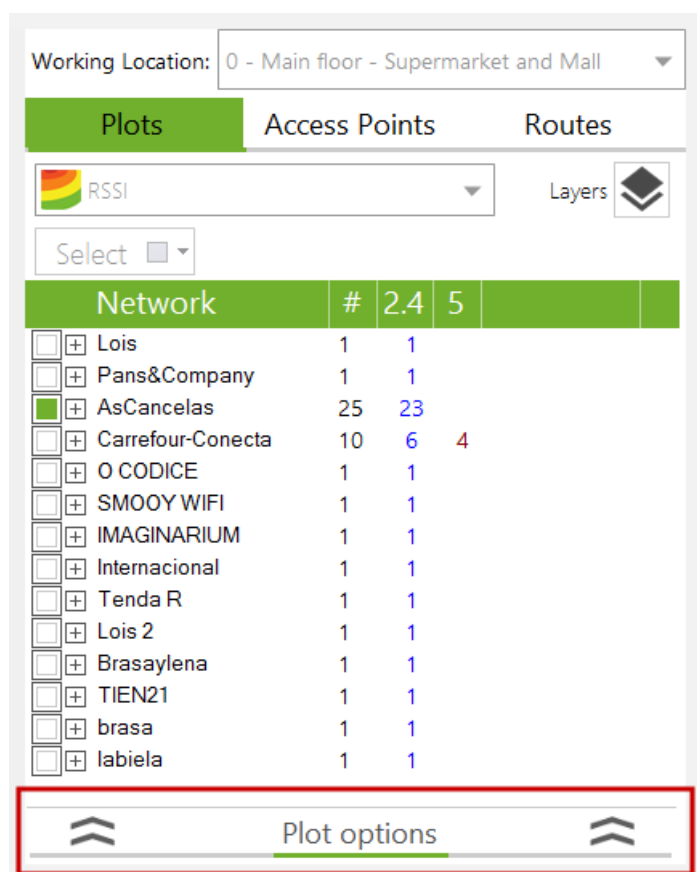 Working Location: 0 - Main floor - Supermarket and Mall
Plots Access Points Routes
RSSI Layers
Select
Network # 2.4 5
Lois 1 1
Pans&Company 1 1
AsCancelas 25 23
Carrefour-Conecta 10 6 4
O CODICE 1 1
SMOOY WIFI 1 1
IMAGINARIUM 1 1
Internacional 1 1
Tenda R 1 1
Lois 2 1 1
Brasaylena 1 1
TIEN21 1 1
brasa 1 1
labiela 1 1
Plot options